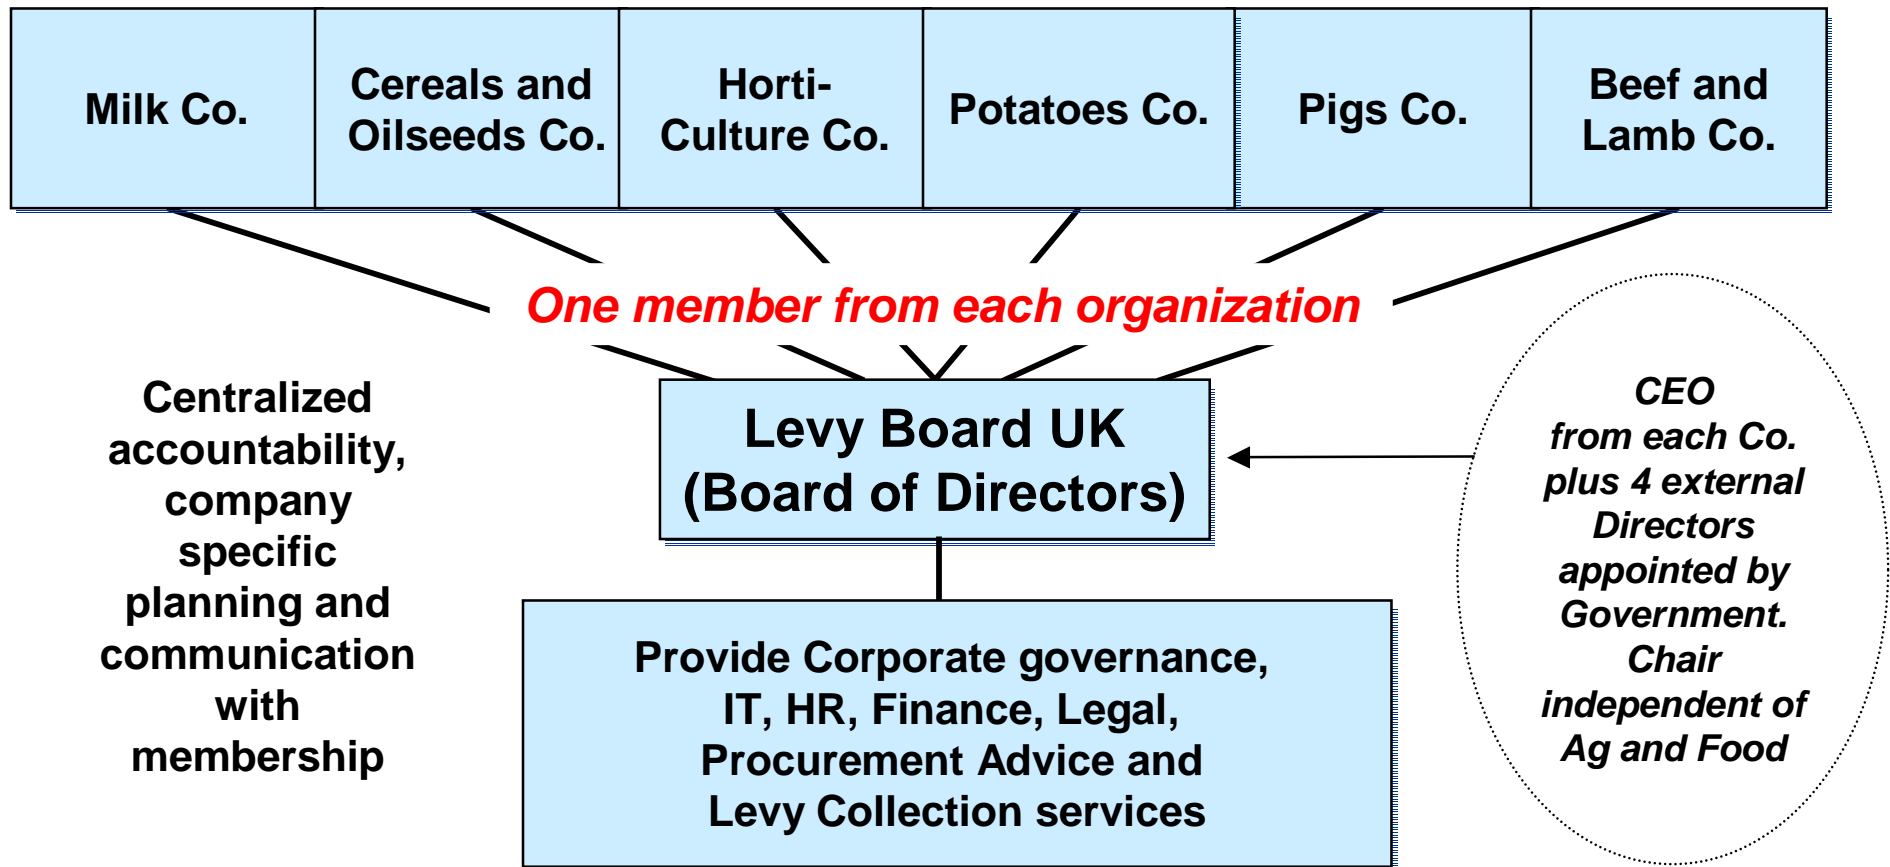 Milk Co.
Cereals and
Oilseeds Co.
Horti-
Culture Co.
Potatoes Co.
Pigs Co.
Beef and
Lamb Co.
One member from each organization
Centralized
accountability,
company
specific
planning and
communication
with
membership
Levy Board UK
(Board of Directors)
CEO
from each Co.
plus 4 external
Directors
appointed by
Government.
Chair
independent of
Ag and Food
Provide Corporate governance,
IT, HR, Finance, Legal,
Procurement Advice and
Levy Collection services